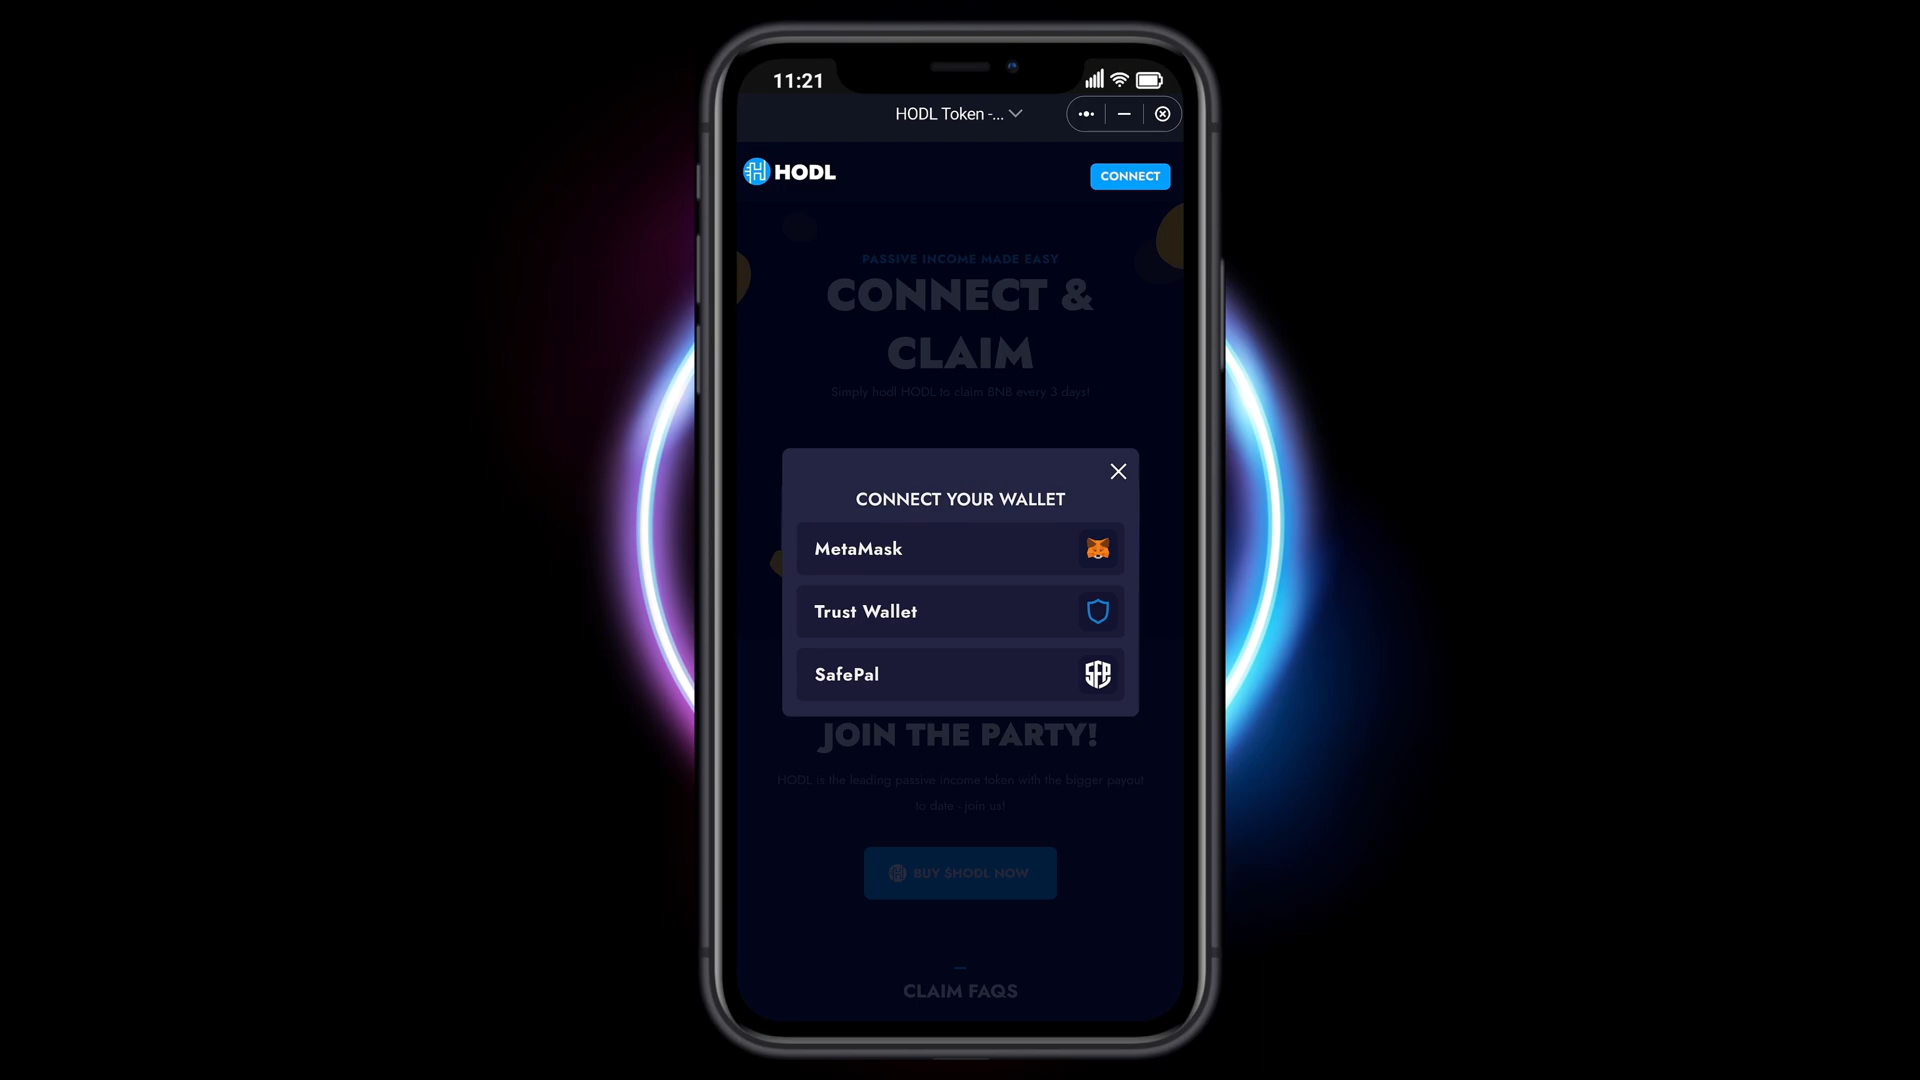 11:21
HODL Token -...
HODL
CONNECT
PASSIVE INCOME MADE EASY
CONNECT &
CLAIM
Simply hodl HODL to claim BNB every 3 days!
CONNECT YOUR WALLET
MetaMask
Trust Wallet
SafePal
SFP
JOIN THE PARTY!
HODL is the leading passive income token with the bigger payout
to date - join us!
BUY $HODL NOW
CLAIM FAQS